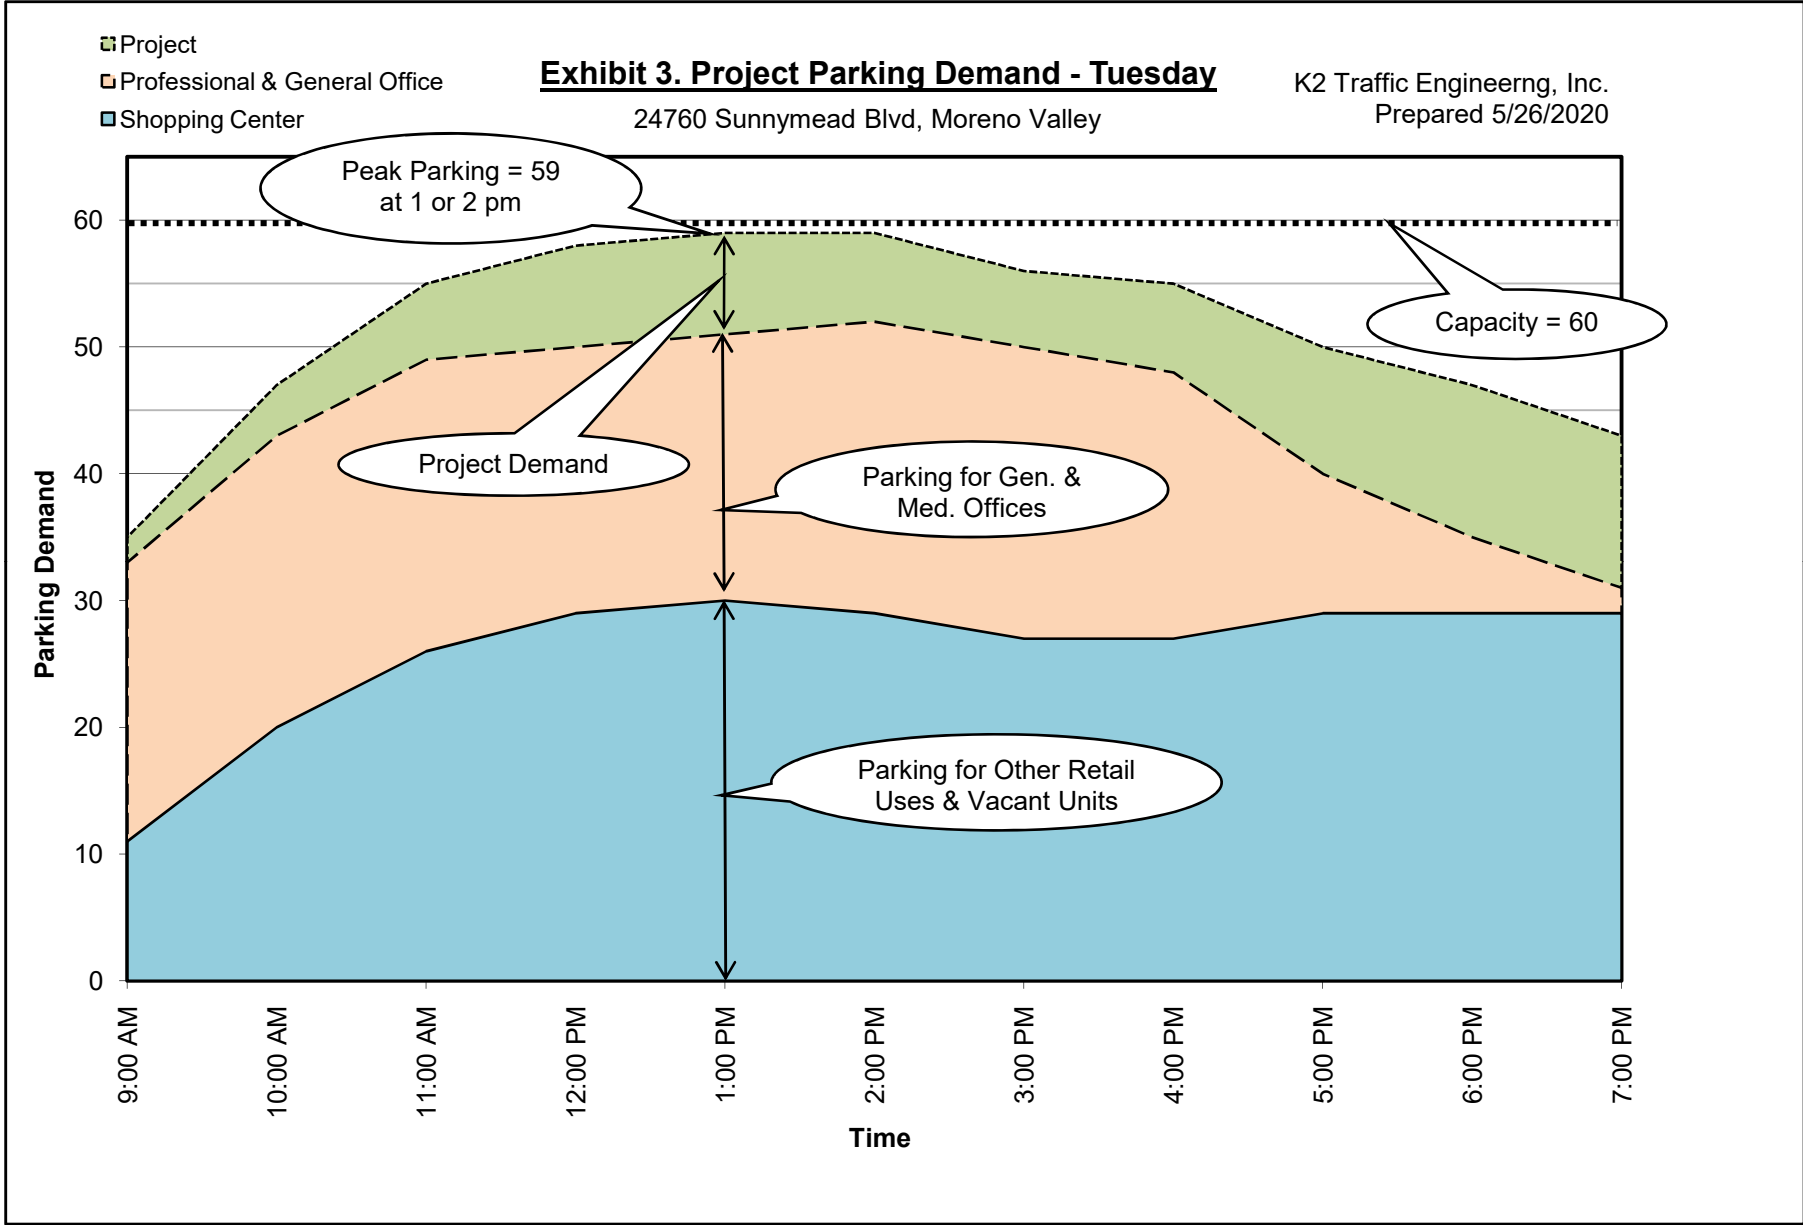 Project
Professional & General Office
Shopping Center
Exhibit 3. Project Parking Demand - Tuesday
24760 Sunnymead Blvd, Moreno Valley
K2 Traffic Engineerng, Inc.
Prepared 5/26/2020
Peak Parking = 59
at 1 or 2 pm
Capacity = 60
Project Demand
Parking for Gen. &
Med. Offices
Parking for Other Retail
Uses & Vacant Units
Parking Demand
60
50
40
30
20
10
0
9:00 AM
10:00 AM
11:00 AM
12:00 PM
1:00 PM
2:00 PM
3:00 PM
4:00 PM
5:00 PM
6:00 PM
7:00 PM
Time